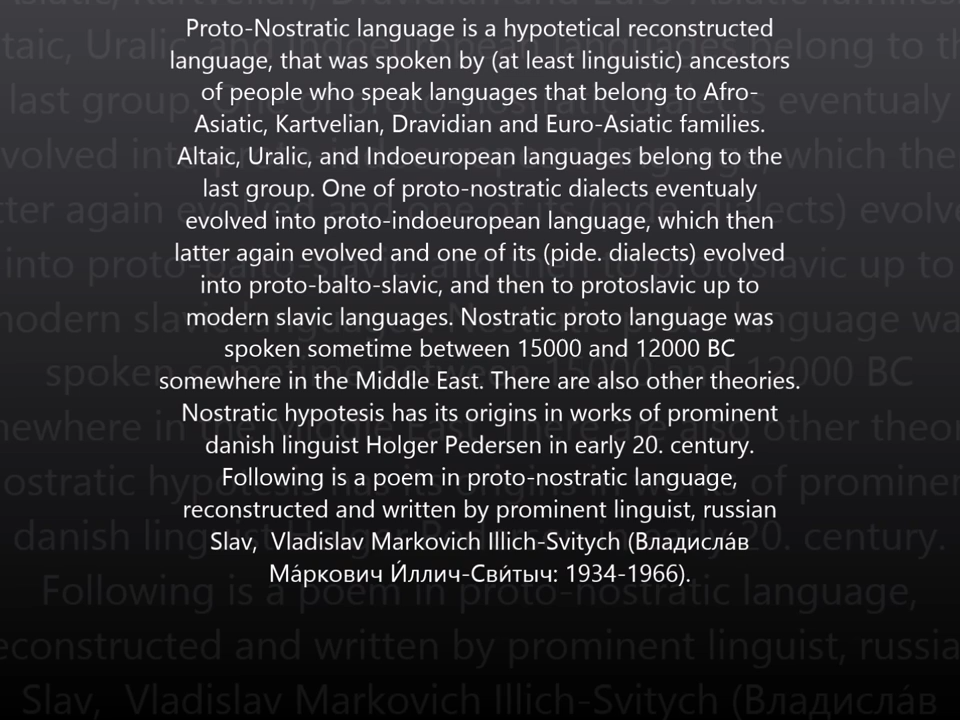 Proto-Nostratic language is a hypotetical reconstructed
language, that was spoken by (at least linguistic) ancestors
of people who speak languages that belong to Afro-
Asiatic, Kartvelian, Dravidian and Euro-Asiatic families.
Altaic, Uralic, and Indoeuropean languages belong to the
last group. One of proto-nostratic dialects eventualy
evolved into proto-indoeuropean language, which then
latter again evolved and one of its (pide. dialects) evolved
into proto-balto-slavic, and then to protoslavic up to
modern slavic languages. Nostratic proto language was
spoken sometime between 15000 and 12000 BC
somewhere in the Middle East. There are also other theories.
Nostratic hypotesis has its origins in works of prominent
danish linguist Holger Pedersen in early 20. century.
Following is a poem in proto-nostratic language,
reconstructed and written by prominent linguist, russian
Slav,  Vladislav Markovich Illich-Svitych (Владисла́в
Ма́ркович И́ллич-Сви́тыч: 1934-1966).